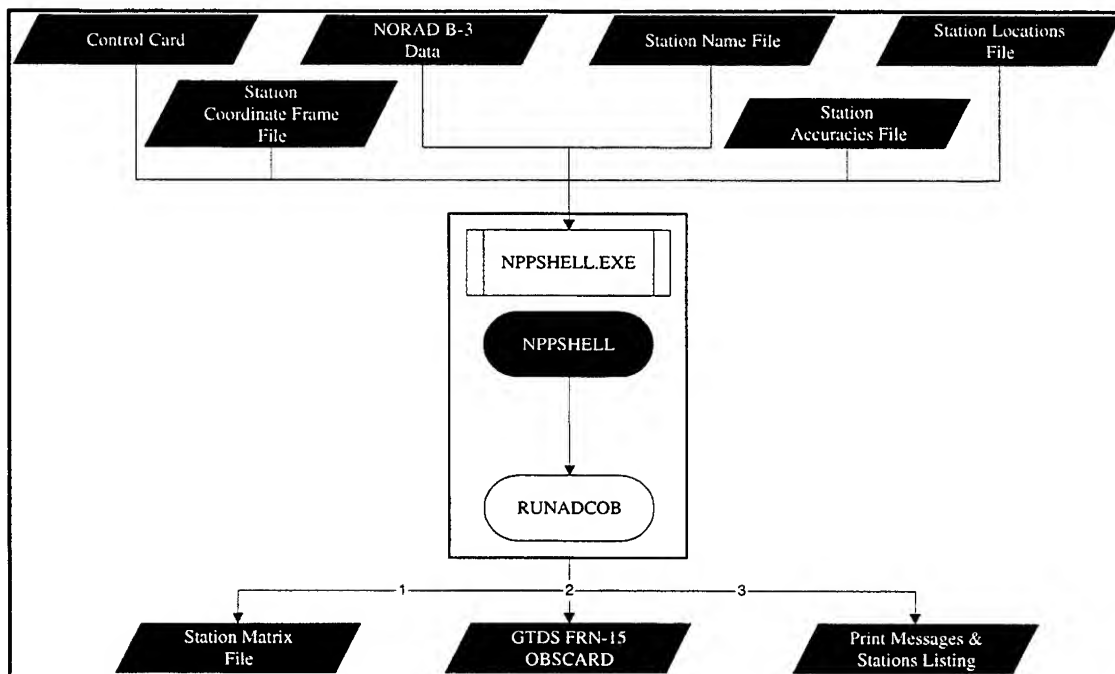 Control Card
NORAD B-3
Data
Station Name File
Station Locations
File
Station
Coordinate Frame
File
Station
Accuracies File
NPPSHELL.EXE
NPPSHELL
RUNADCOB
1
2
3
Station Matrix
File
GTDS FRN-15
OBSCARD
Print Messages &
Stations Listing